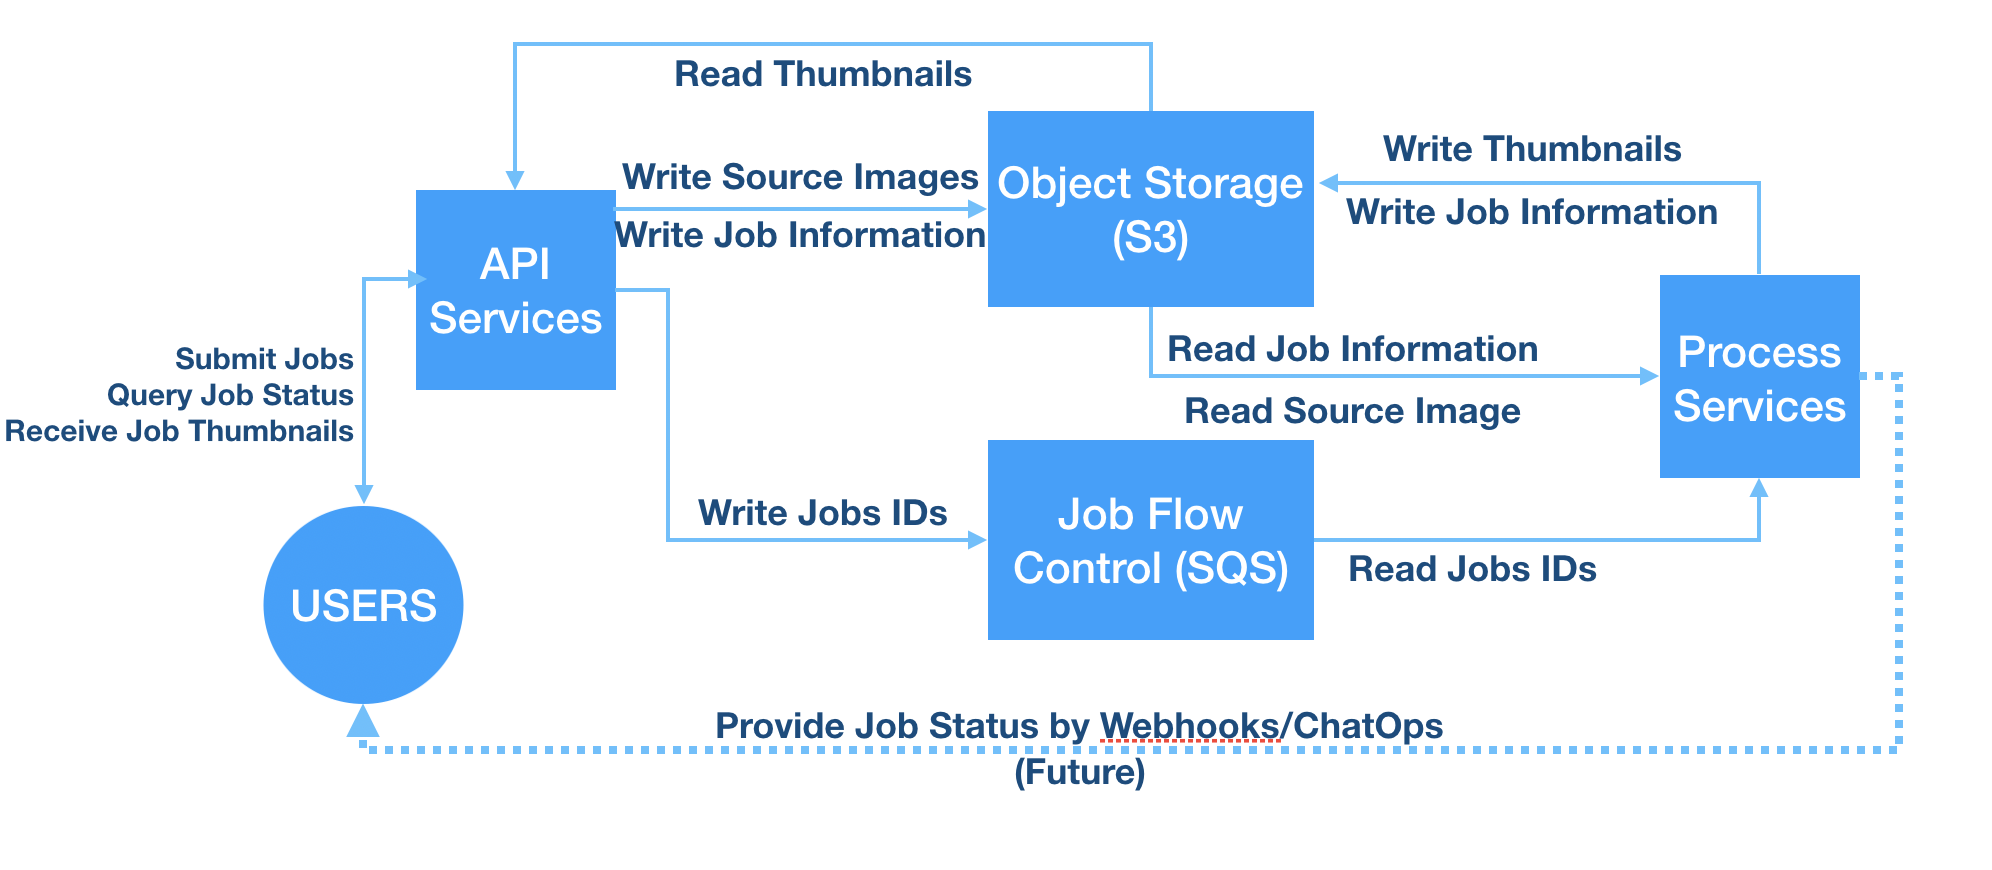 Read Thumbnails
Write Source Images
Write Job Information
Object Storage
(S3)
Write Thumbnails
Write Job Information
API
Services
Submit Jobs
Query Job Status
Receive Job Thumbnails
Read Job Information
Read Source Image
Process
Services
Write Jobs IDs
Job Flow
Control (SQS)
Read Jobs IDs
USERS
Provide Job Status by Webhooks/ChatOps
(Future)